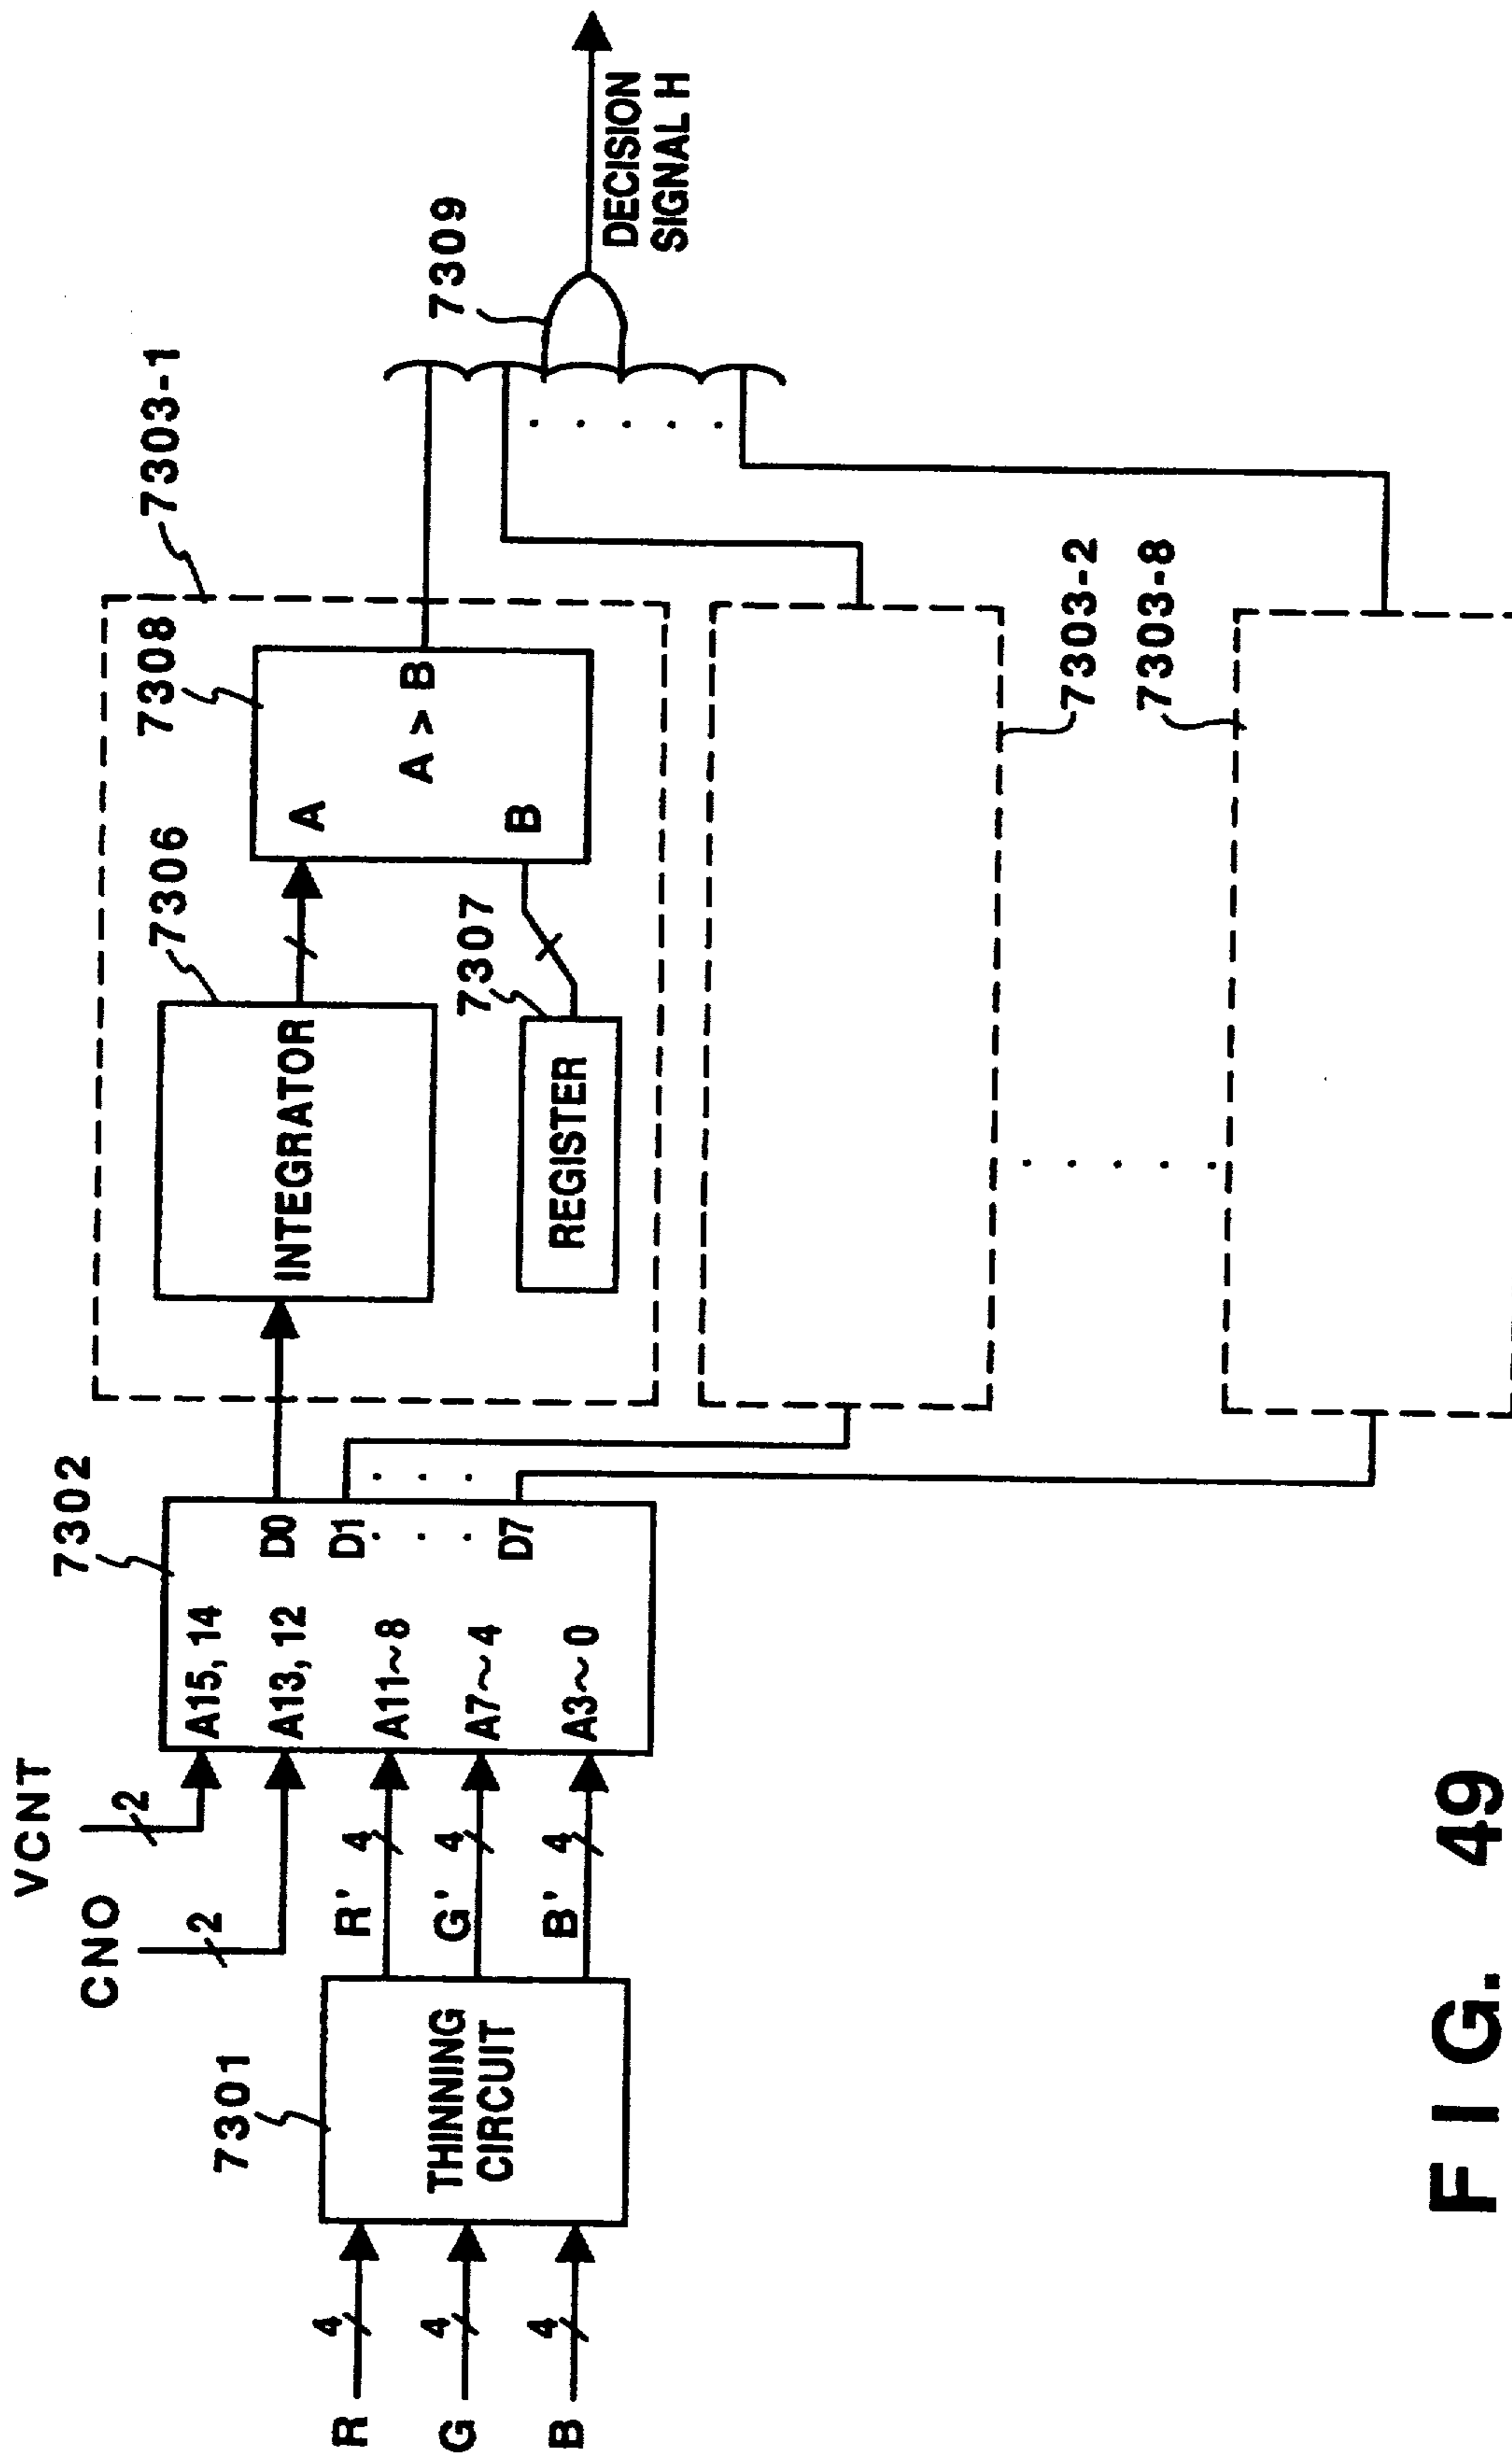 VCNT
CNO
2
2
7301
THINNING
CIRCUIT
R
G
B
4
4
4
R'
G'
B'
4
4
4
7302
A15, 14
A13, 12
A11~8
A7~4
A3~0
D0
D1
D7
7303-1
7306
INTEGRATOR
7307
REGISTER
7308
A
A > B
B
7303-2
7303-8
7309
DECISION
SIGNAL H
FIG. 49